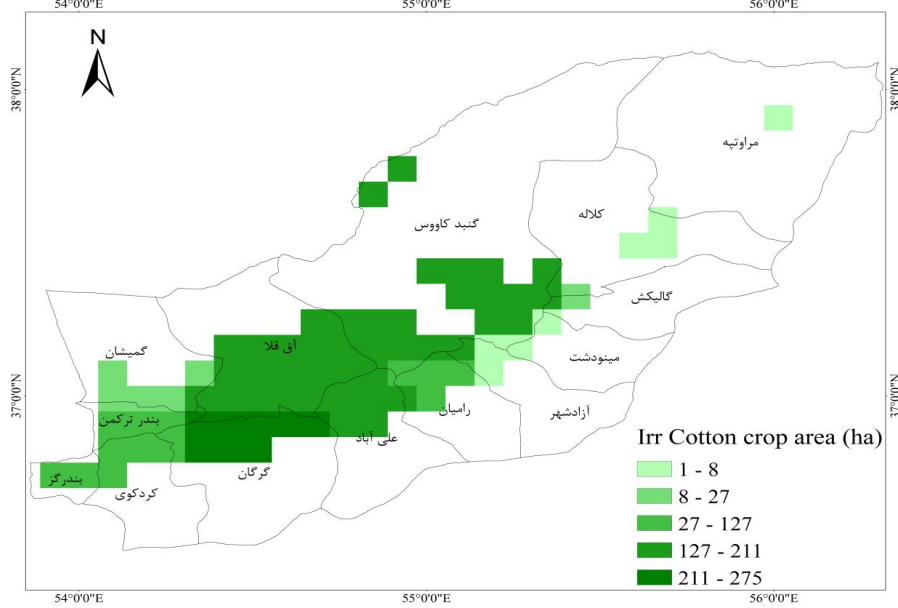 54°0'0"E 55°0'0"E 56°0'0"E
N
38°0'0"N 38°0'0"N
مراوتپه
کلاله
گنبد کاووس
گالیکش
گمیشان
آق قلا
مینودشت
37°0'0"N 37°0'0"N
رامیان
آزادشهر
بندر ترکمن
علی آباد
گرگان
بندرگز
کردکوی
Irr Cotton crop area (ha)
1 - 8
8 - 27
27 - 127
127 - 211
211 - 275
54°0'0"E 55°0'0"E 56°0'0"E